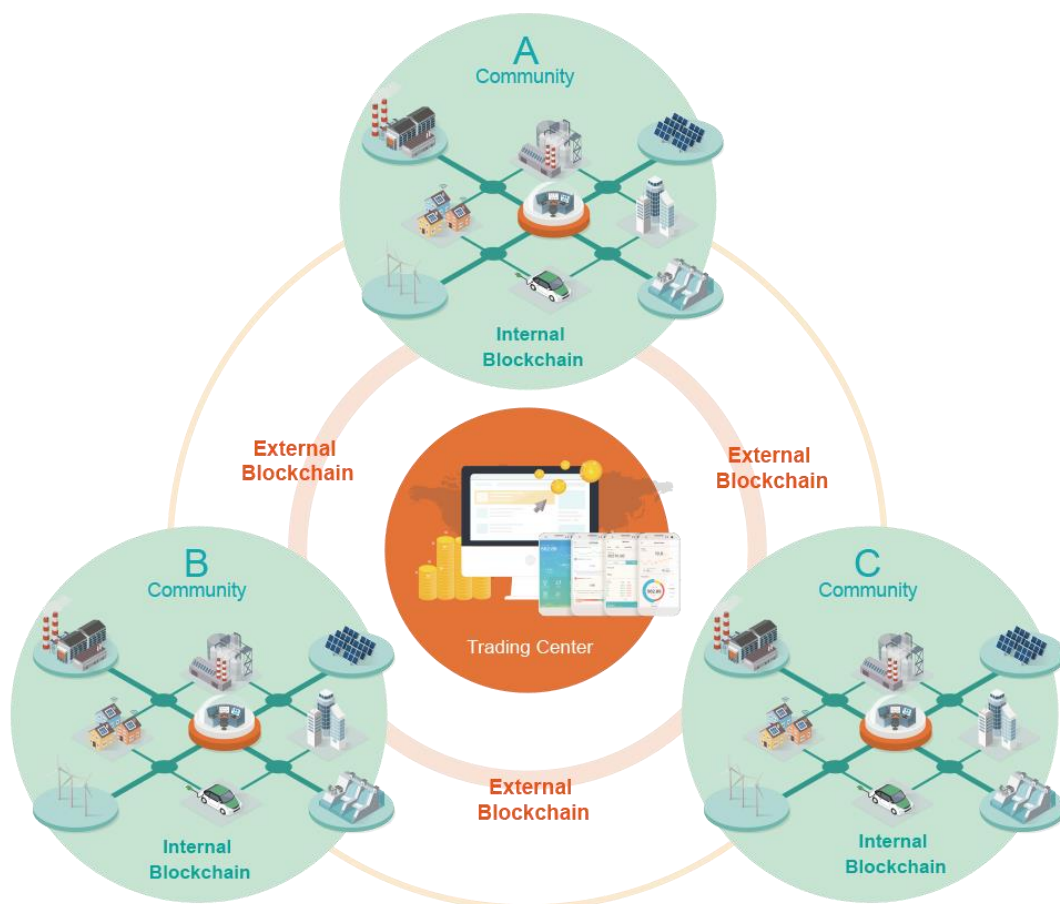 A
Community
Internal
Blockchain
External
Blockchain
External
Blockchain
Trading Center
B
Community
Internal
Blockchain
C
Community
Internal
Blockchain
External
Blockchain